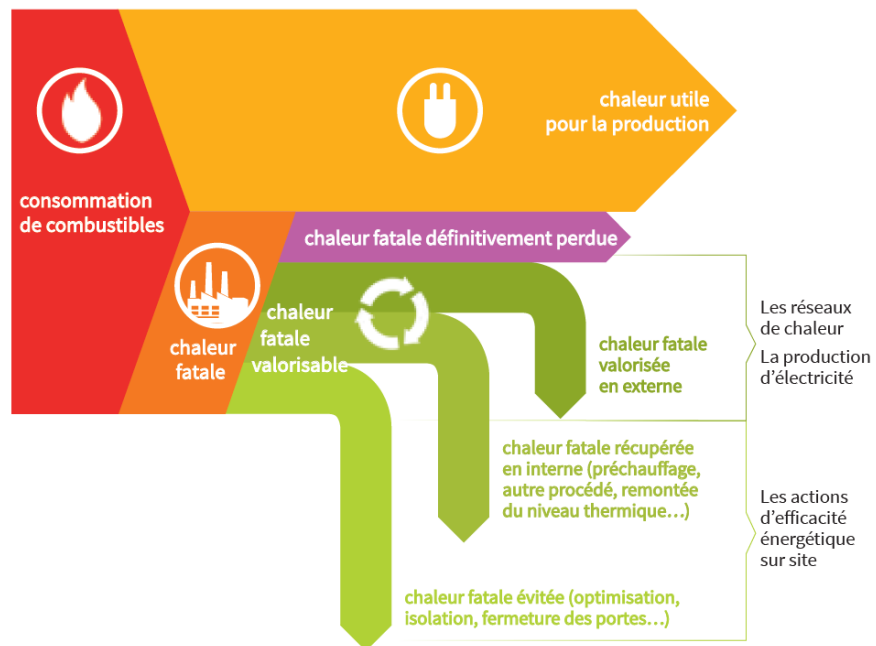 chaleur utile
pour la production
consommation
de combustibles
chaleur fatale définitivement perdue
chaleur
fatale
chaleur
fatale
valorisable
chaleur fatale
valorisée
en externe
Les réseaux
de chaleur
La production
d’électricité
chaleur fatale récupérée
en interne (préchauffage,
autre procédé, remontée
du niveau thermique…)
Les actions
d’efficacité
énergétique
sur site
chaleur fatale évitée (optimisation,
isolation, fermeture des portes…)